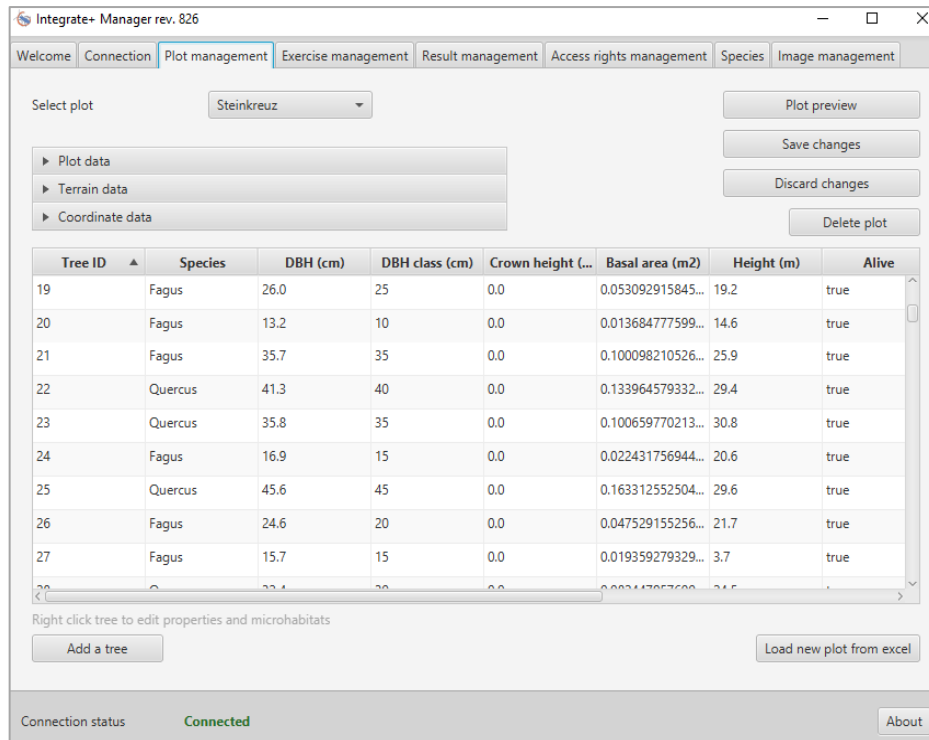 Integrate+ Manager rev. 826
Welcome Connection Plot management Exercise management Result management Access rights management Species Image management
Select plot Steinkreuz Plot preview
Save changes
Plot data
Terrain data Discard changes
Coordinate data Delete plot
Tree ID Species DBH (cm) DBH class (cm) Crown height (... Basal area (m2) Height (m) Alive
19 Fagus 26.0 25 0.0 0.053092915845... 19.2 true
20 Fagus 13.2 10 0.0 0.013684777599... 14.6 true
21 Fagus 35.7 35 0.0 0.100098210526... 25.9 true
22 Quercus 41.3 40 0.0 0.133964579332... 29.4 true
23 Quercus 35.8 35 0.0 0.100659770213... 30.8 true
24 Fagus 16.9 15 0.0 0.022431756944... 20.6 true
25 Quercus 45.6 45 0.0 0.163312552504... 29.6 true
26 Fagus 24.6 20 0.0 0.047529155256... 21.7 true
27 Fagus 15.7 15 0.0 0.019359279329... 3.7 true
Right click tree to edit properties and microhabitats
Add a tree Load new plot from excel
Connection status Connected About